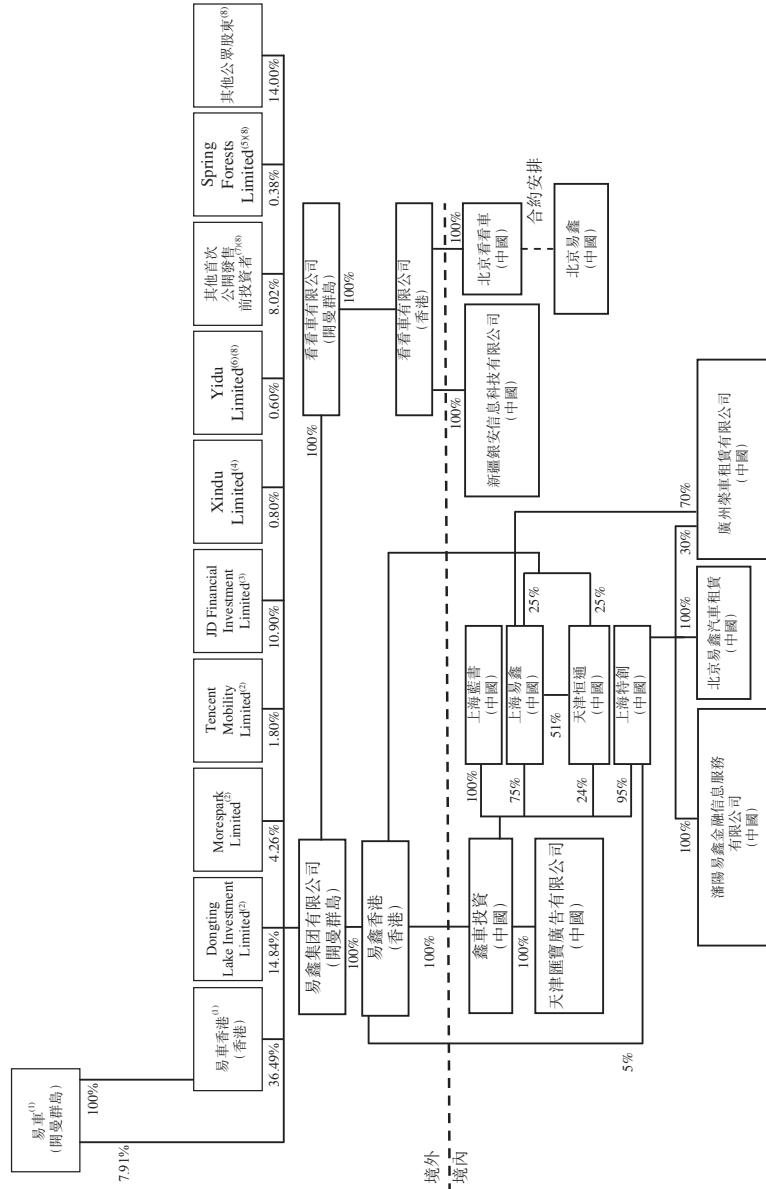 易車(1)
(開曼群島)
100%
7.91%
易車香港(1)
(香港)
36.49%
Dongting
Lake Investment
Limited(2)
14.84%
Morespark
Limited(2)
4.26%
Tencent
Mobility
Limited(2)
1.80%
JD Financial
Investment
Limited(3)
10.90%
Xindu
Limited(4)
0.80%
Yidu
Limited(6)(8)
0.60%
其他首次
公開發售
前投資者(7)(8)
8.02%
Spring
Forests
Limited(5)(8)
0.38%
其他公眾股東(8)
14.00%
易鑫集团有限公司
(開曼群島)
100%
100%
看看車有限公司
(開曼群島)
100%
易鑫香港
(香港)
100%
看看車有限公司
(香港)
100%
100%
境外
境內
鑫車投資
(中國)
100%
天津匯寶廣告有限公司
(中國)
5%
100%
75%
24%
95%
上海藍書
(中國)
上海易鑫
(中國)
51%
天津恒通
(中國)
上海特創
(中國)
25%
25%
新疆銀安信息科技有限公司
(中國)
北京看看車
(中國)
合約安排
北京易鑫
(中國)
100%
100%
30%
70%
瀋陽易鑫金融信息服務
有限公司
(中國)
北京易鑫汽車租賃
(中國)
廣州榮車租賃有限公司
(中國)